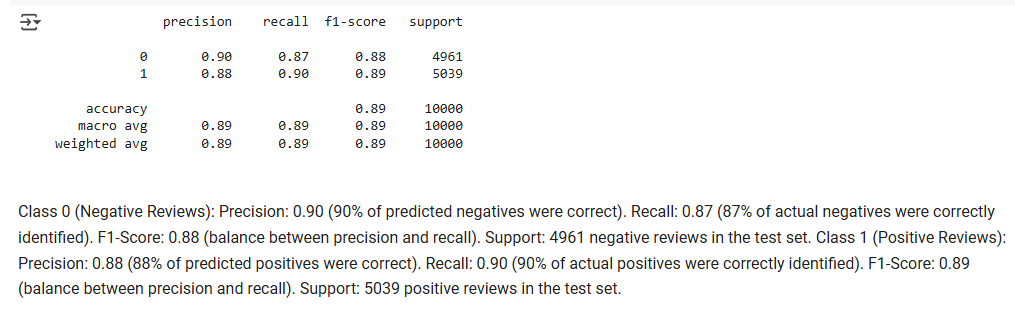 precision recall f1-score support
0 0.90 0.87 0.88 4961
1 0.88 0.90 0.89 5039
accuracy 0.89 10000
macro avg 0.89 0.89 0.89 10000
weighted avg 0.89 0.89 0.89 10000
Class 0 (Negative Reviews): Precision: 0.90 (90% of predicted negatives were correct). Recall: 0.87 (87% of actual negatives were correctly
identified). F1-Score: 0.88 (balance between precision and recall). Support: 4961 negative reviews in the test set. Class 1 (Positive Reviews):
Precision: 0.88 (88% of predicted positives were correct). Recall: 0.90 (90% of actual positives were correctly identified). F1-Score: 0.89
(balance between precision and recall). Support: 5039 positive reviews in the test set.